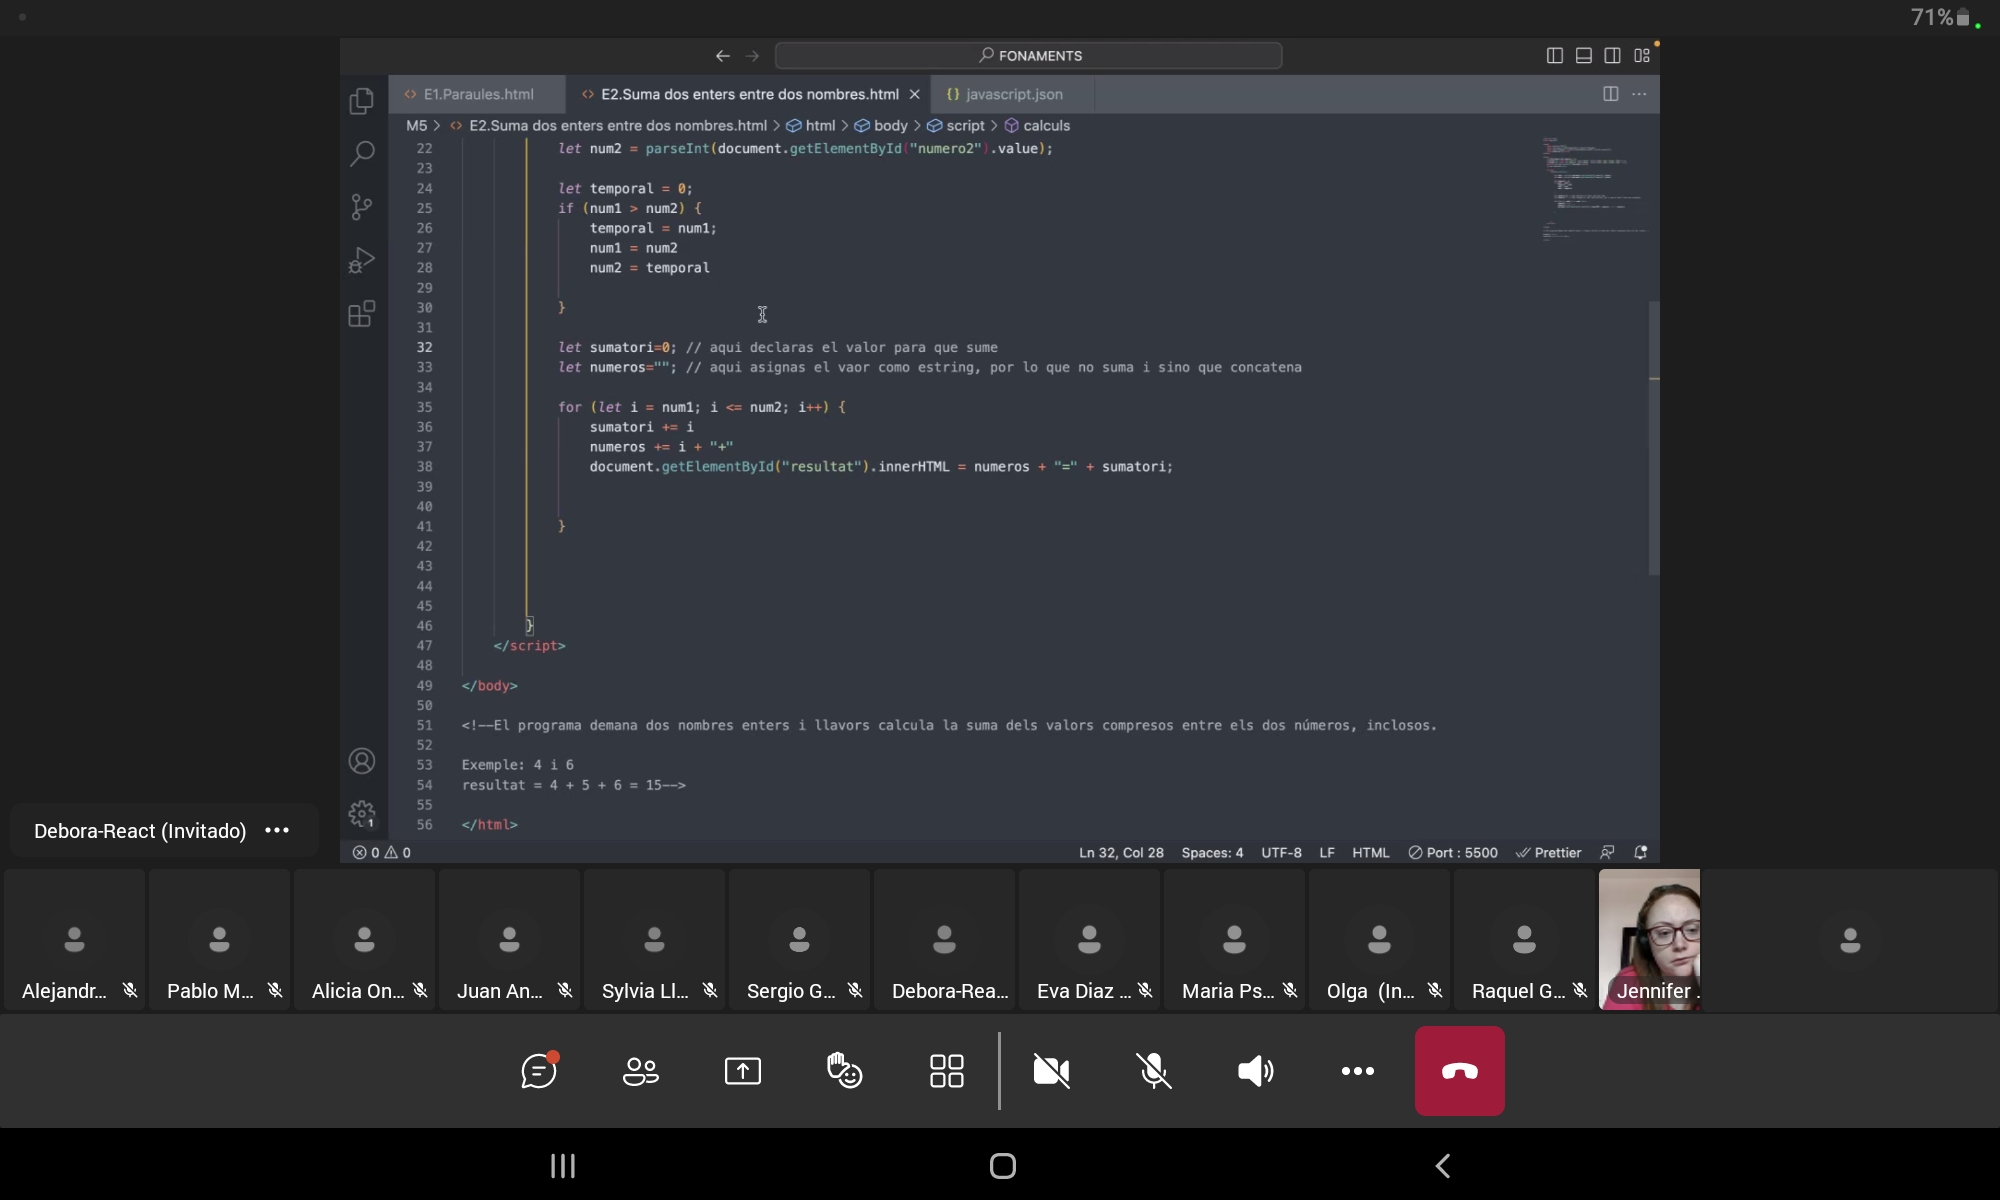 71%
FONAMENTS
E1.Paraules.html
E2.Suma dos enters entre dos nombres.html
{} javascript.json
M5 > E2.Suma dos enters entre dos nombres.html > html > body > script > calculs
22 let num2 = parseInt(document.getElementById("numero2").value);
23
24 let temporal = 0;
25 if (num1 > num2) {
26 temporal = num1;
27 num1 = num2
28 num2 = temporal
29
30 }
31
32 let sumatori=0; // aqui declaras el valor para que sume
33 let numeros=""; // aqui asignas el vaor como estring, por lo que no suma i sino que concatena
34
35 for (let i = num1; i <= num2; i++) {
36 sumatori += i
37 numeros += i + "+"
38 document.getElementById("resultat").innerHTML = numeros + "=" + sumatori;
39
40
41 }
42
43
44
45
46 }
47 </script>
48
49 </body>
50
51 <!--El programa demana dos nombres enters i llavors calcula la suma dels valors compresos entre els dos números, inclosos.
52
53 Exemple: 4 i 6
54 resultat = 4 + 5 + 6 = 15-->
55
56 </html>
1
0 0
Ln 32, Col 28 Spaces: 4 UTF-8 LF HTML Port : 5500 Prettier
Debora-React (Invitado)
Alejandr...
Pablo M...
Alicia On...
Juan An...
Sylvia Ll...
Sergio G...
Debora-Rea...
Eva Diaz ...
Maria Ps...
Olga (In...
Raquel G...
Jennifer .